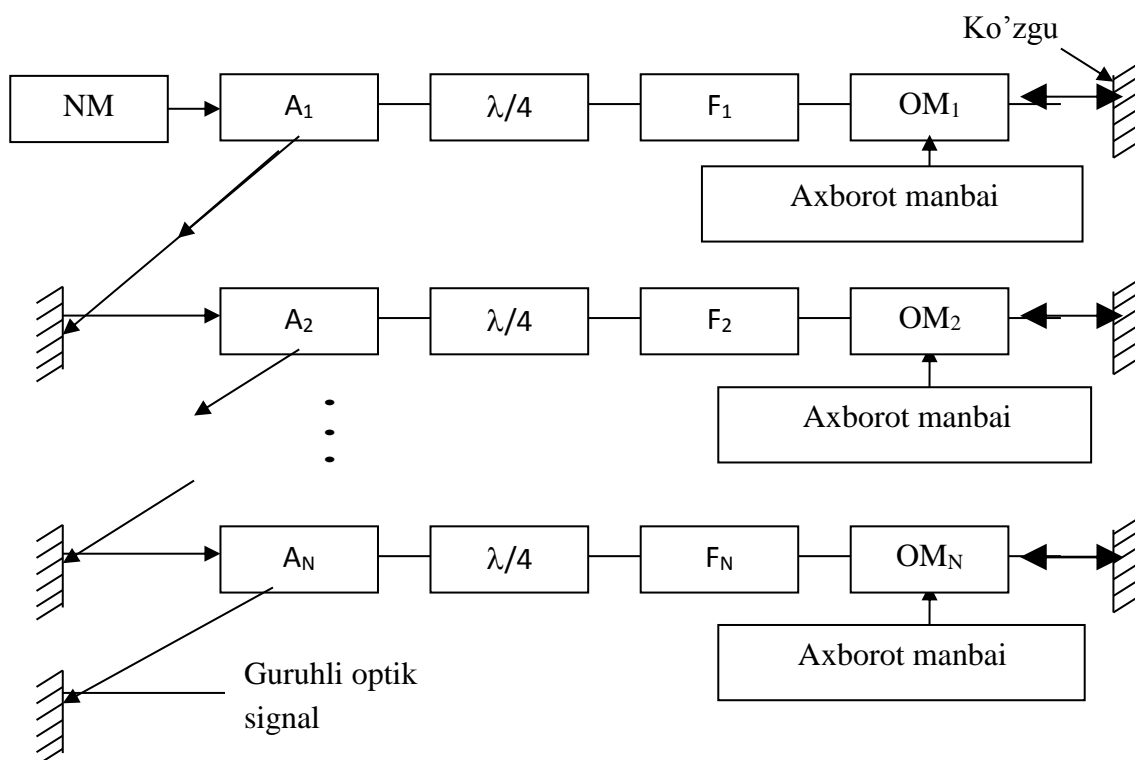 Ko’zgu
NM
A₁
λ/4
F₁
OM₁
Axborot manbai
A₂
λ/4
F₂
OM₂
Axborot manbai
A_N
λ/4
F_N
OM_N
Axborot manbai
Guruhli optik
signal